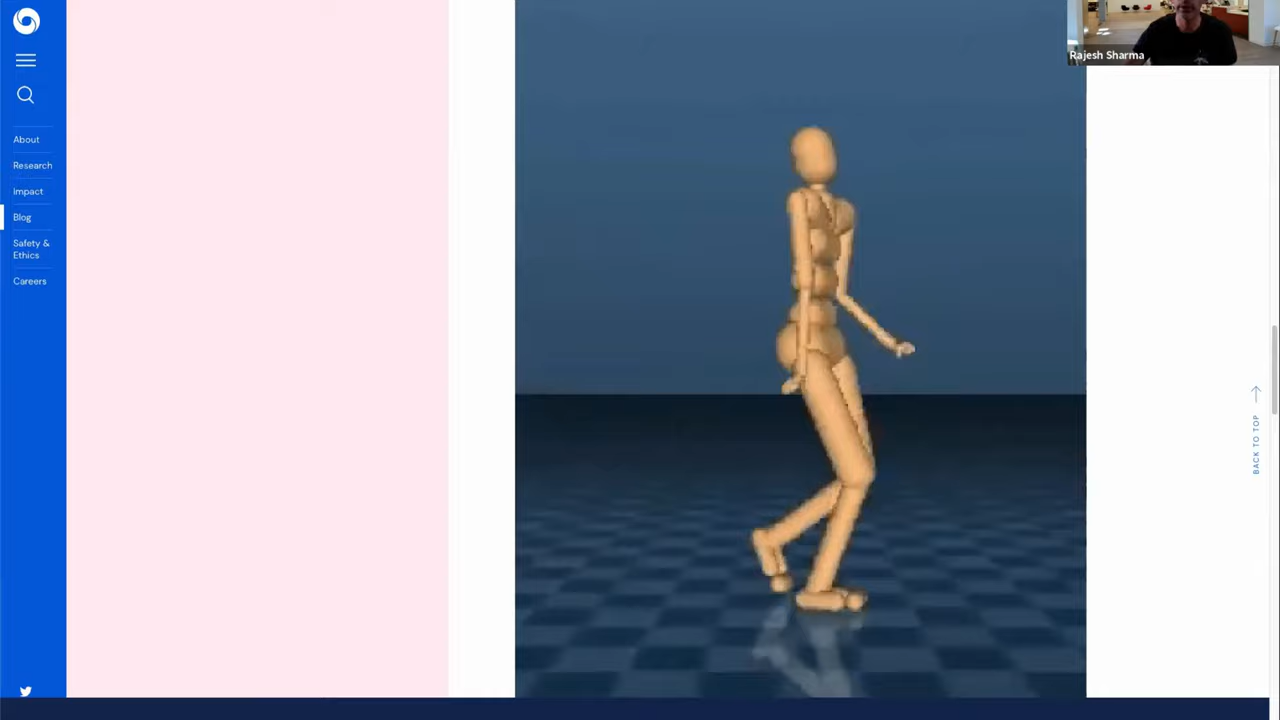 Rajesh Sharma
About
Research
Impact
Blog
Safety &
Ethics
Careers
BACK TO TOP